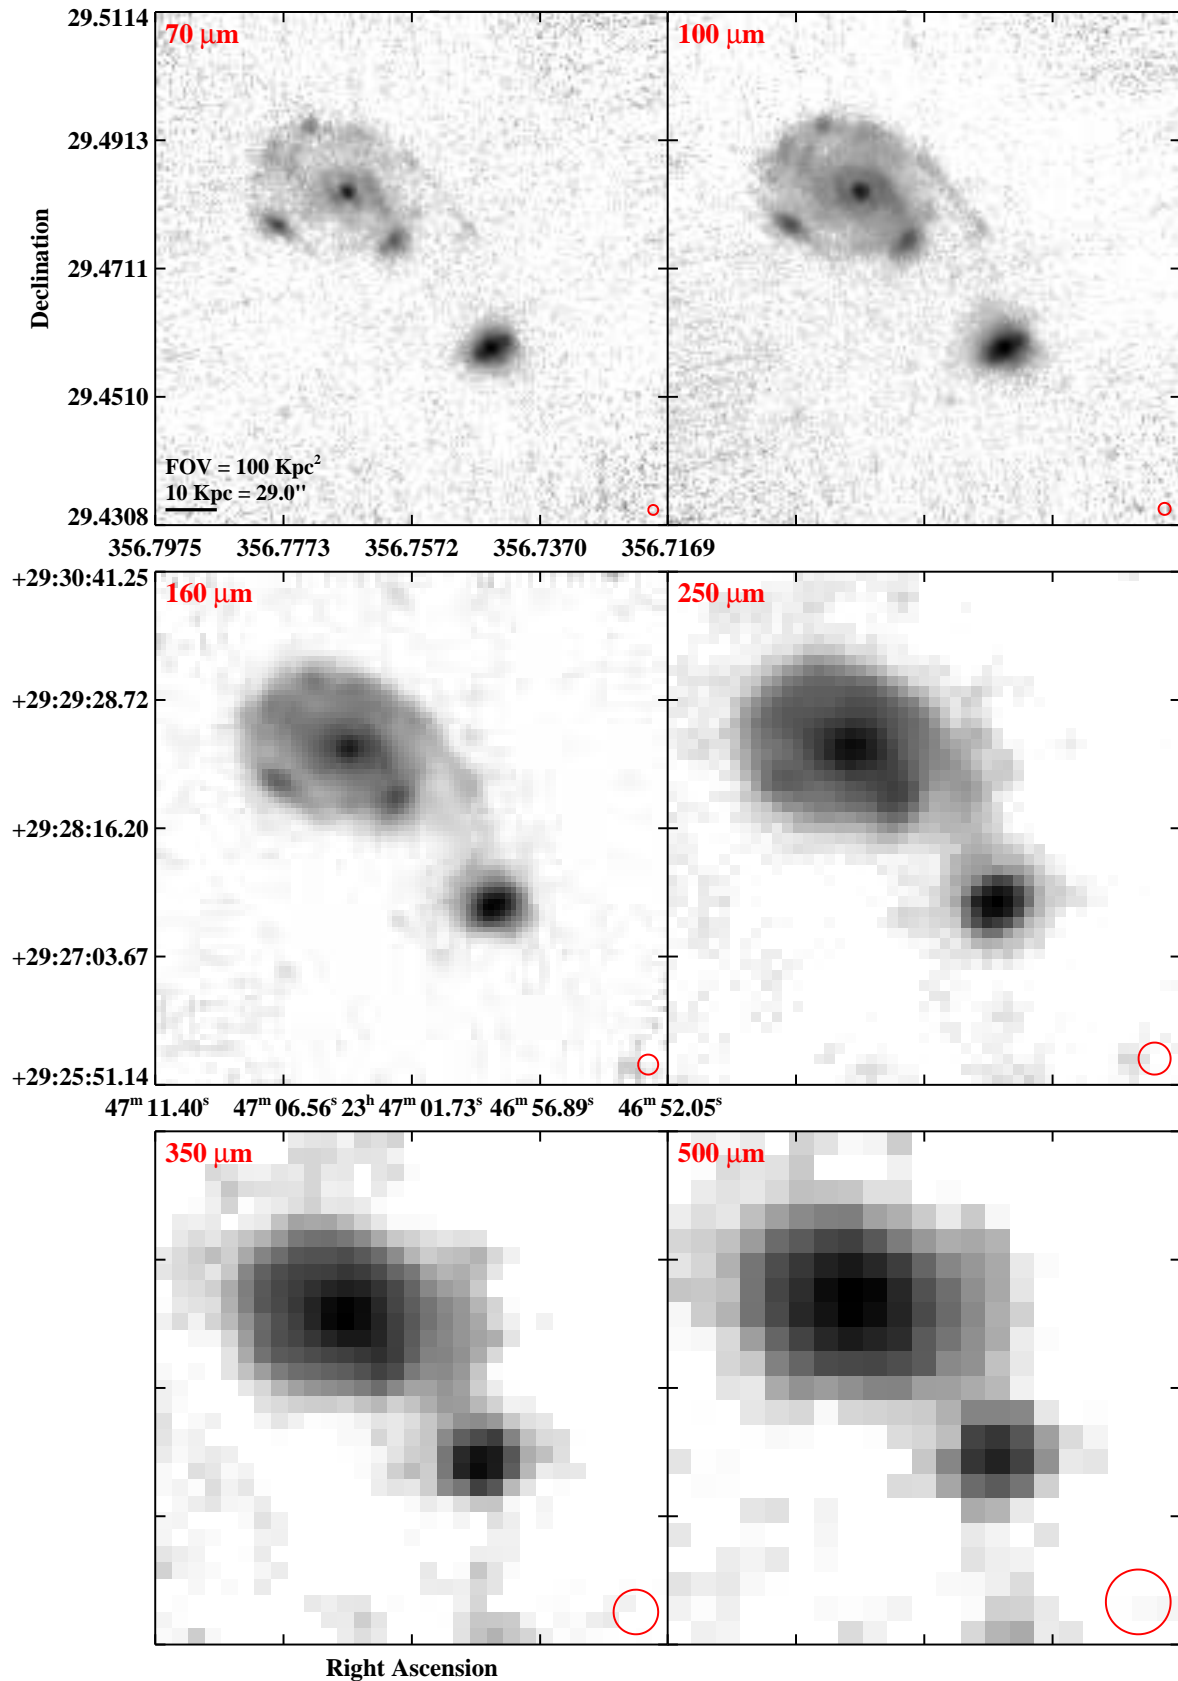 29.5114
70 μm
100 μm
29.4913
29.4711
29.4510
29.4308
Declination
FOV = 100 Kpc²
10 Kpc = 29.0"
356.7975 356.7773 356.7572 356.7370 356.7169
+29:30:41.25
160 μm
250 μm
+29:29:28.72
+29:28:16.20
+29:27:03.67
+29:25:51.14
47ᵐ 11.40ˢ 47ᵐ 06.56ˢ 23ʰ 47ᵐ 01.73ˢ 46ᵐ 56.89ˢ 46ᵐ 52.05ˢ
350 μm
500 μm
Right Ascension